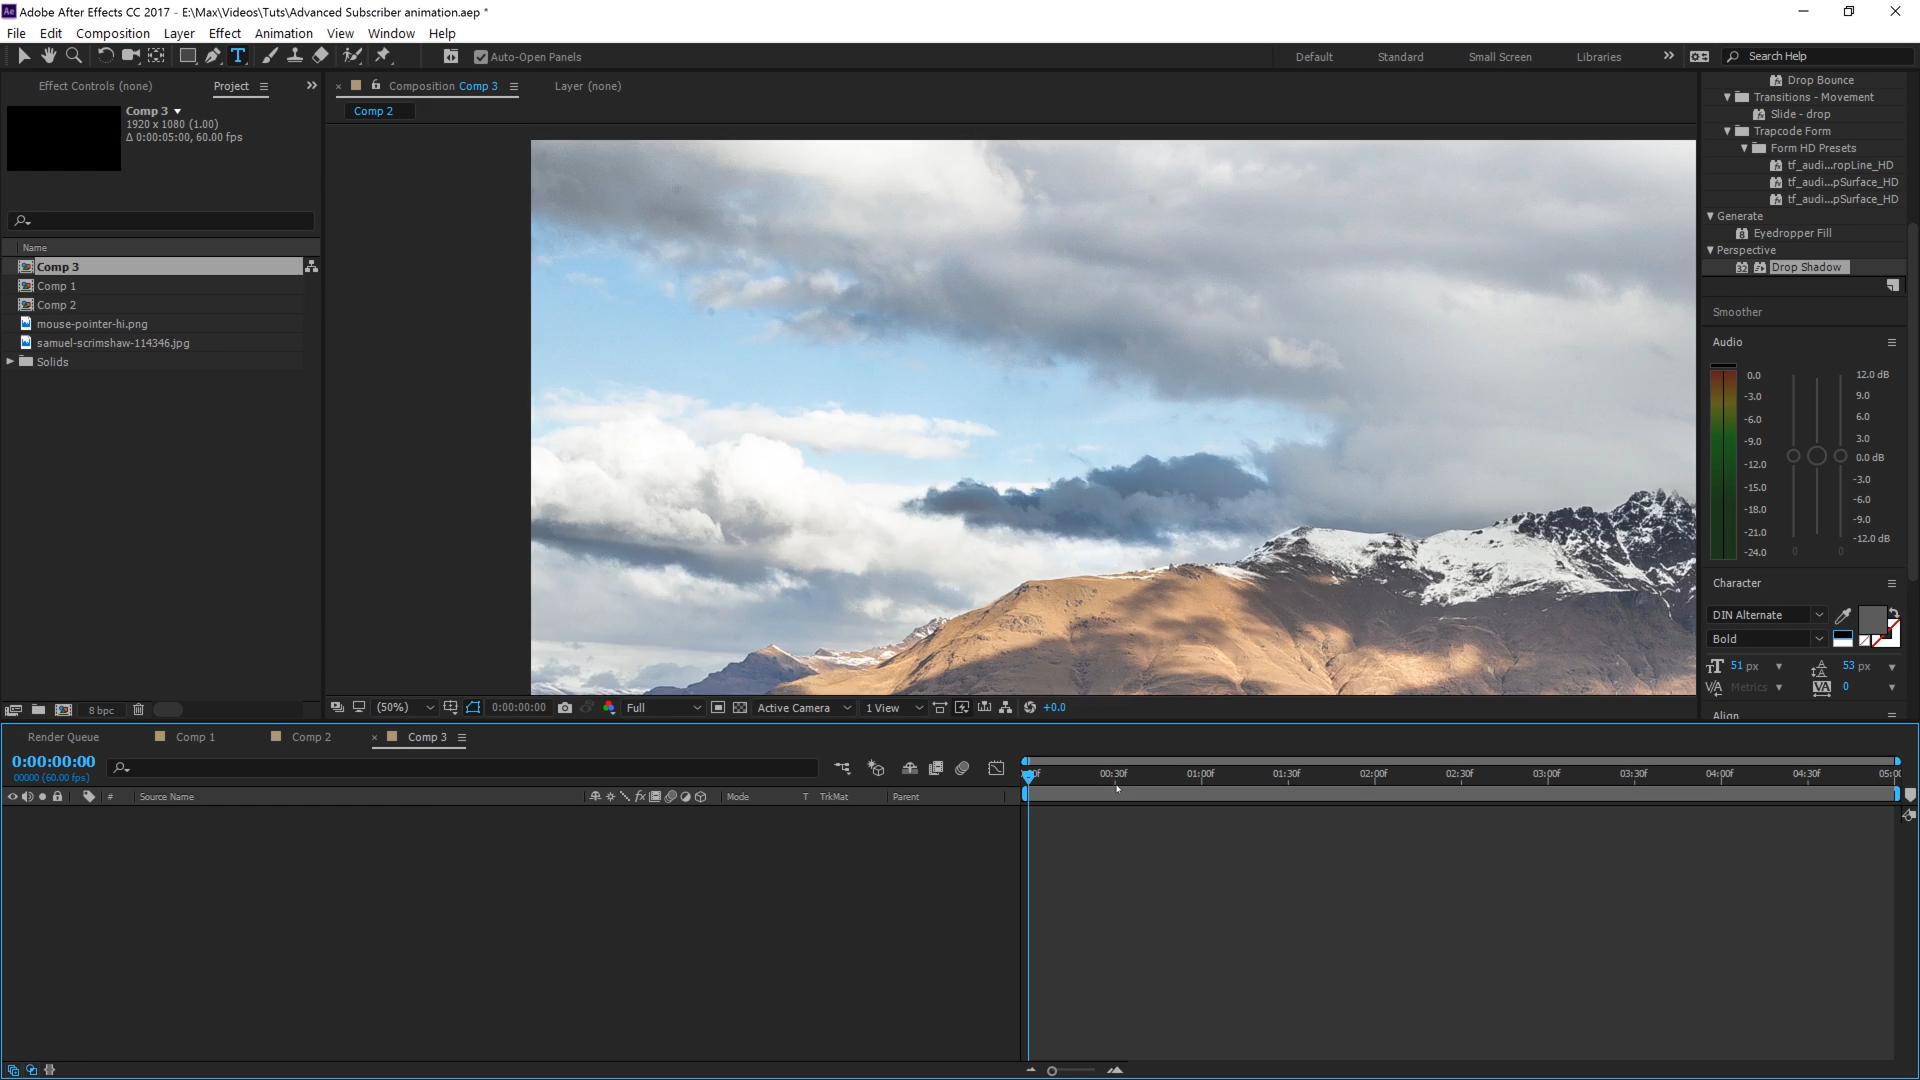 Ae Adobe After Effects CC 2017 - E:\Max\Videos\Tuts\Advanced Subscriber animation.aep *
File Edit Composition Layer Effect Animation View Window Help
T Auto-Open Panels Default Standard Small Screen Libraries Search Help
Effect Controls (none) Project
Comp 3
1920 x 1080 (1.00)
Δ 0:00:05:00, 60.00 fps
Name
Comp 3
Comp 1
Comp 2
mouse-pointer-hi.png
samuel-scrimshaw-114346.jpg
Solids
8 bpc
Composition Comp 3 Layer (none)
Comp 2
(50%) 0:00:00:00 Full Active Camera 1 View +0.0
Drop Bounce
Transitions - Movement
Slide - drop
Trapcode Form
Form HD Presets
tf_audi...ropLine_HD
tf_audi...pSurface_HD
tf_audi...pSurface_HD
Generate
Eyedropper Fill
Perspective
32 Drop Shadow
Smoother
Audio
0.0 12.0 dB
-3.0 9.0
-6.0 6.0
-9.0 3.0
-12.0 0.0 dB
-15.0 -3.0
-18.0 -6.0
-21.0 -9.0
-24.0 0 0 -12.0 dB
Character
DIN Alternate
Bold
51 px 53 px
Metrics 0
Align
Render Queue Comp 1 Comp 2 Comp 3
0:00:00:00
00000 (60.00 fps)
00:30f 01:00f 01:30f 02:00f 02:30f 03:00f 03:30f 04:00f 04:30f 05:00
# Source Name fx Mode T TrkMat Parent